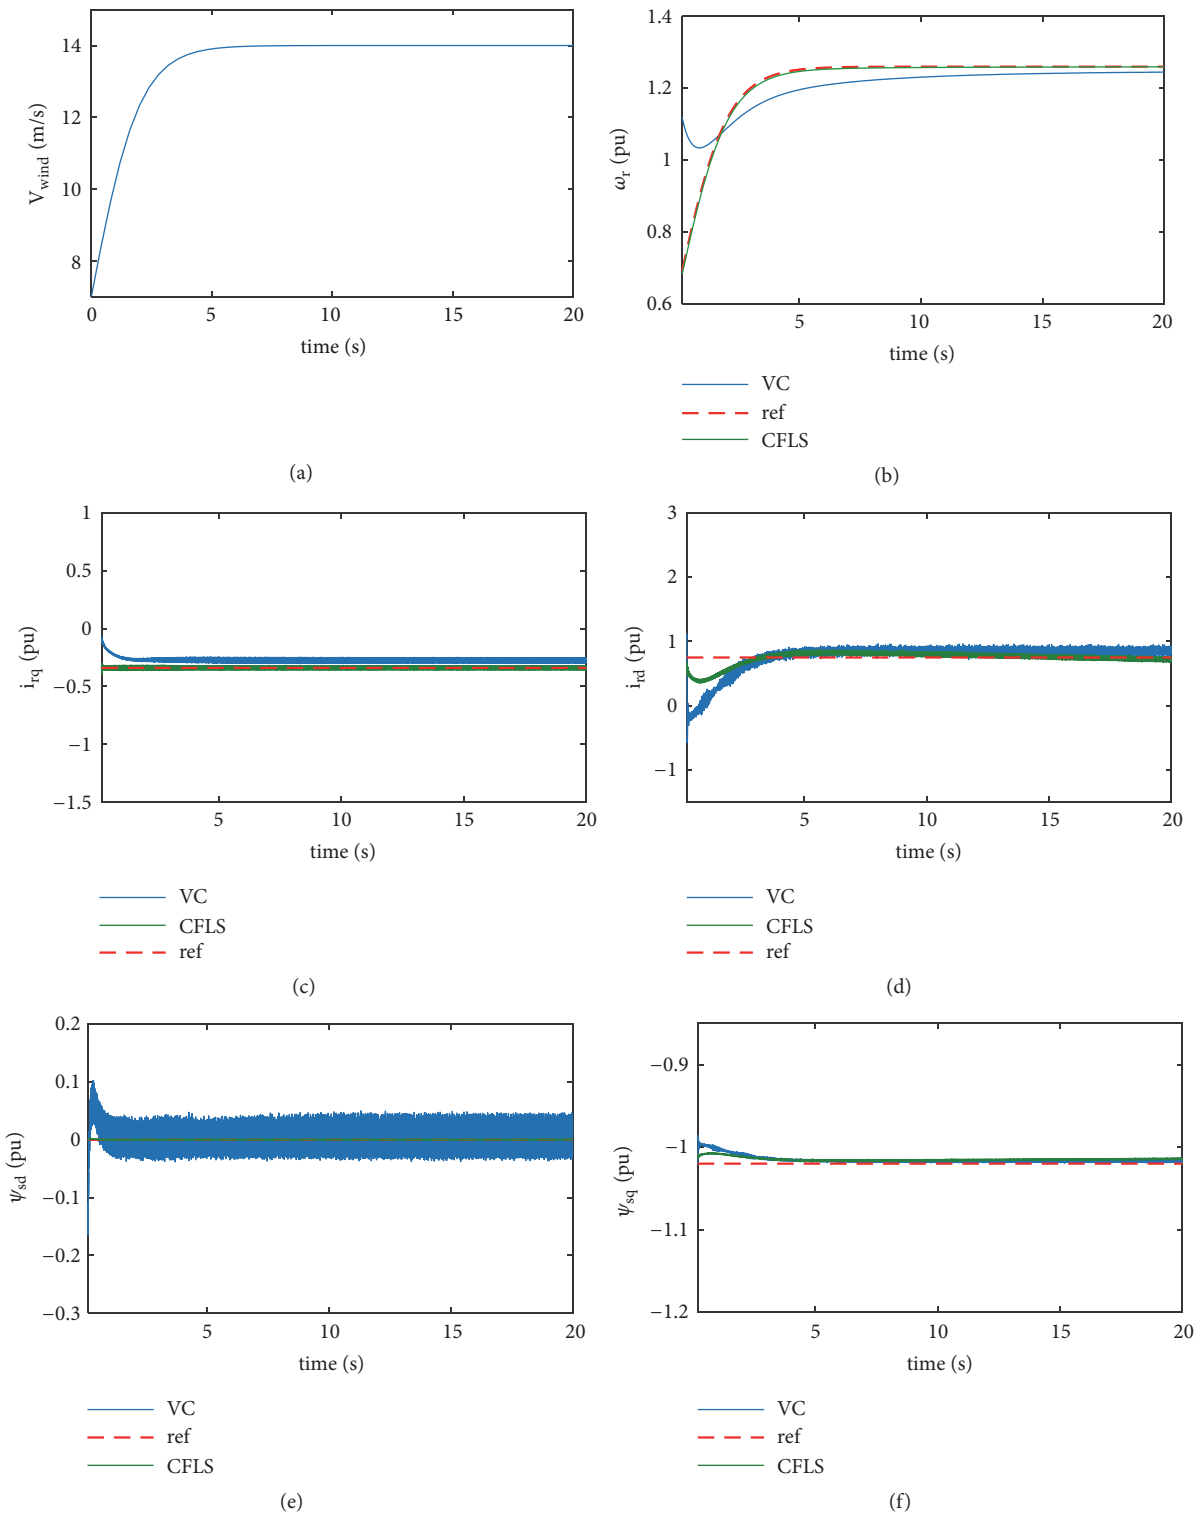 14
12
10
8
V_wind (m/s)
0
5
10
15
20
time (s)
(a)
1.4
1.2
1
0.8
0.6
ω_r (pu)
5
10
15
20
time (s)
VC
ref
CFLS
(b)
1
0.5
0
−0.5
−1
−1.5
i_rq (pu)
5
10
15
20
time (s)
VC
CFLS
ref
(c)
3
2
1
0
−1
i_rd (pu)
5
10
15
20
time (s)
VC
CFLS
ref
(d)
0.2
0.1
0
−0.1
−0.2
−0.3
ψ_sd (pu)
5
10
15
20
time (s)
VC
ref
CFLS
(e)
−0.9
−1
−1.1
−1.2
ψ_sq (pu)
5
10
15
20
time (s)
VC
ref
CFLS
(f)